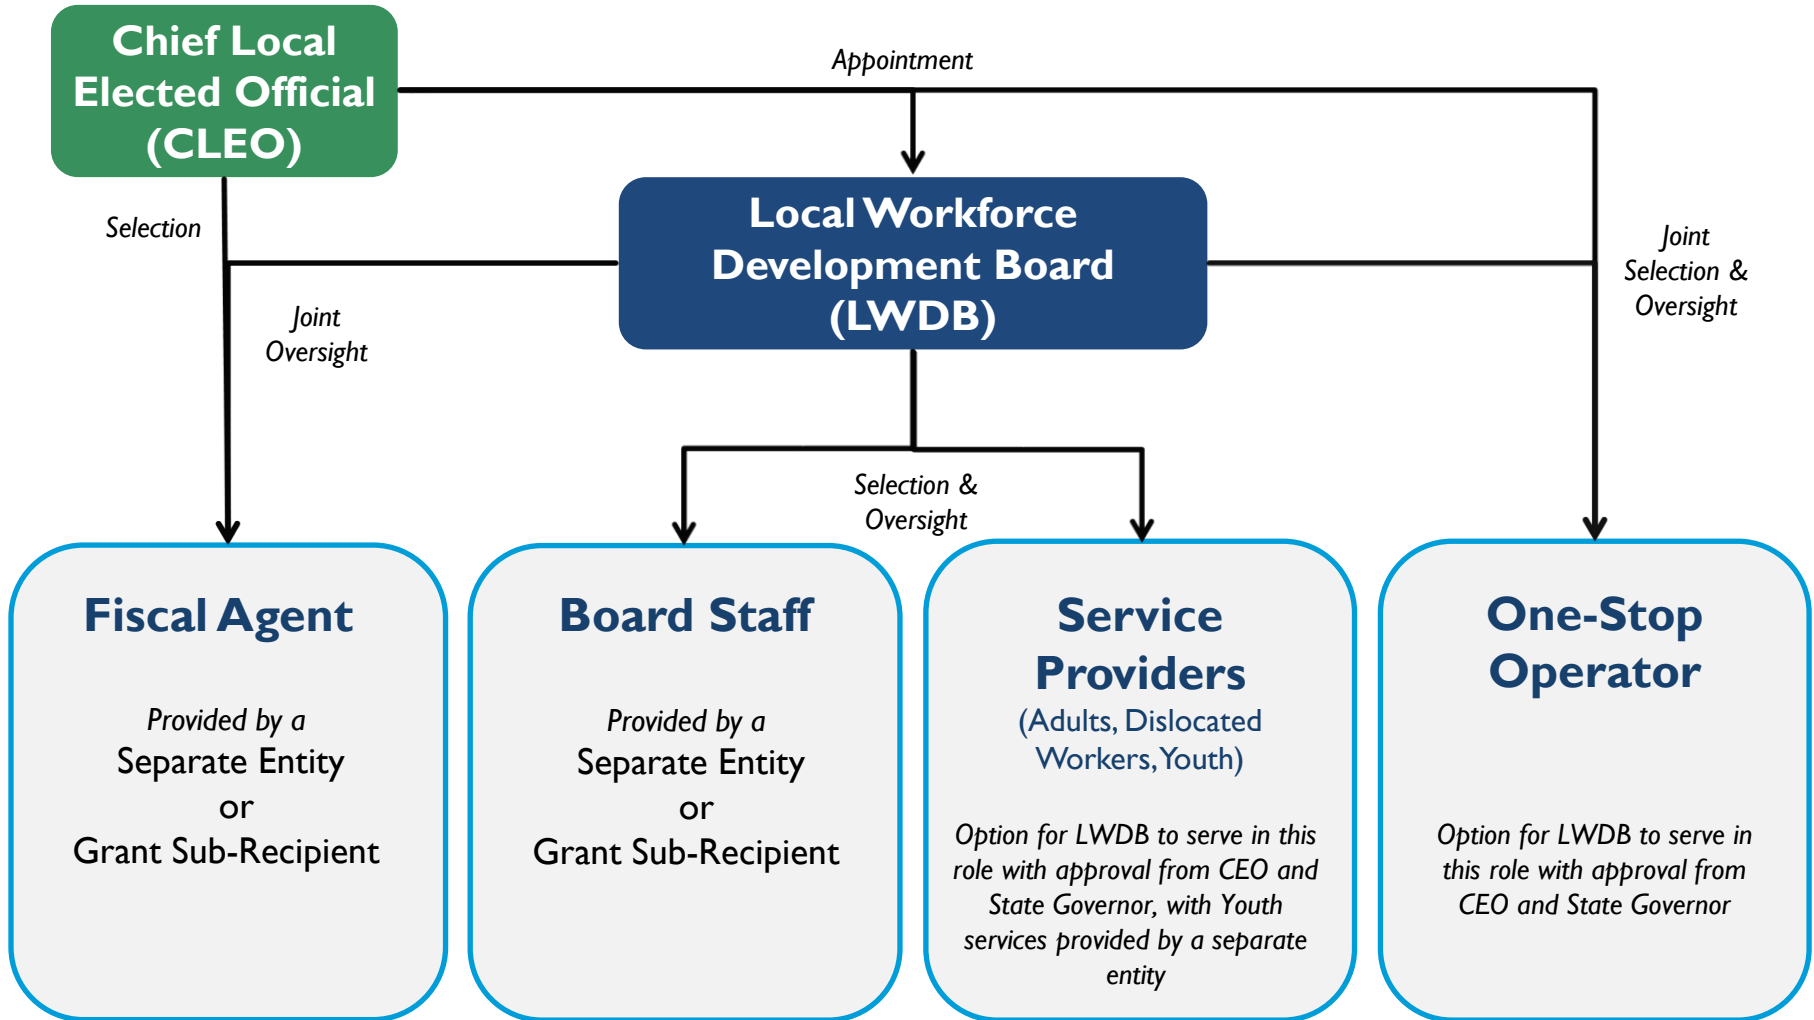 Chief Local
Elected Official
(CLEO)
Appointment
Selection
Local Workforce
Development Board
(LWDB)
Joint
Selection &
Oversight
Joint
Oversight
Selection &
Oversight
Fiscal Agent
Provided by a
Separate Entity
or
Grant Sub-Recipient
Board Staff
Provided by a
Separate Entity
or
Grant Sub-Recipient
Service
Providers
(Adults, Dislocated
Workers, Youth)
Option for LWDB to serve in this
role with approval from CEO and
State Governor, with Youth
services provided by a separate
entity
One-Stop
Operator
Option for LWDB to serve in
this role with approval from
CEO and State Governor